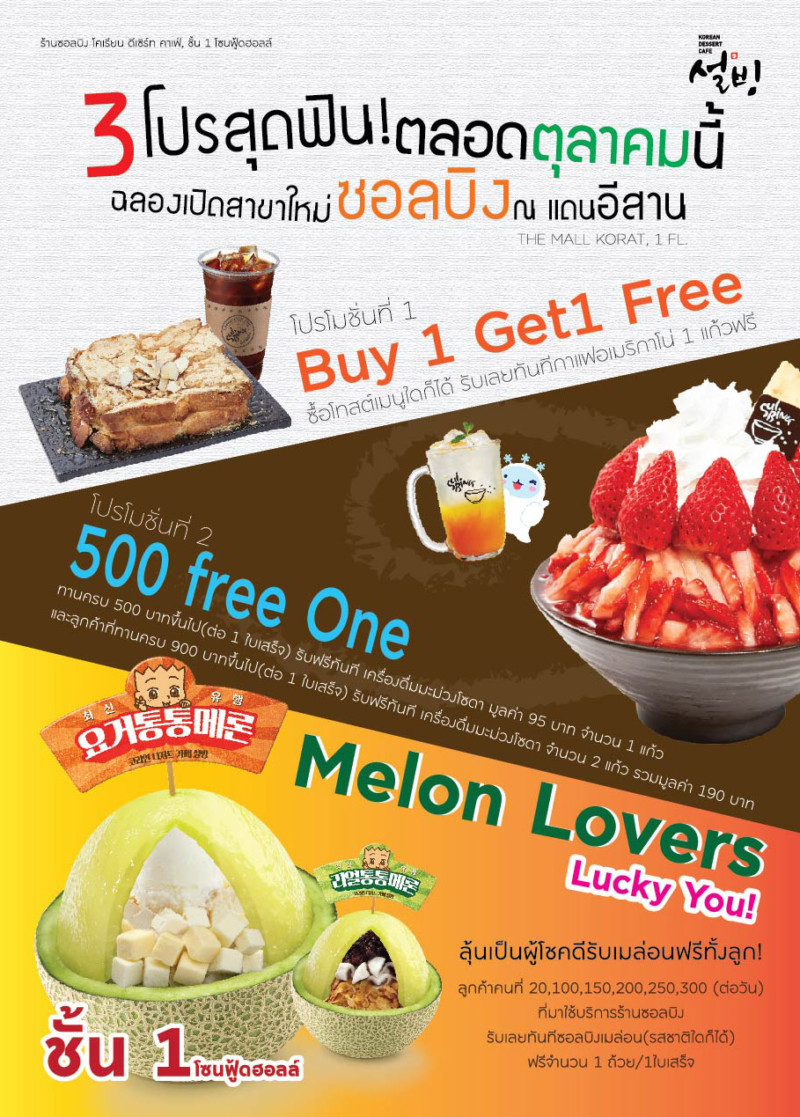 ร้านซอลบิง โคเรียน ดีเซิร์ท คาเฟ่, ชั้น 1 โซนฟู้ดฮอลล์
KOREAN
DESSERT
CAFE
설빙
3 โปรสุดฟิน! ตลอดตุลาคมนี้
ฉลองเปิดสาขาใหม่ ซอลบิง ณ แดนอีสาน
THE MALL KORAT, 1 FL.
โปรโมชั่นที่ 1
Buy 1 Get1 Free
ซื้อโทสต์เมนูใดก็ได้ รับเลยทันทีกาแฟอเมริกาโน่ 1 แก้วฟรี
โปรโมชั่นที่ 2
500 free One
ทานครบ 500 บาทขึ้นไป(ต่อ 1 ใบเสร็จ) รับฟรีทันที เครื่องดื่มมะม่วงโซดา มูลค่า 95 บาท จำนวน 1 แก้ว
และลูกค้าที่ทานครบ 900 บาทขึ้นไป(ต่อ 1 ใบเสร็จ) รับฟรีทันที เครื่องดื่มมะม่วงโซดา จำนวน 2 แก้ว รวมมูลค่า 190 บาท
최신 유행
요거통통메론
코리안 디저트 카페 설빙
리얼통통메론
Melon Lovers
Lucky You!
ลุ้นเป็นผู้โชคดีรับเมล่อนฟรีทั้งลูก!
ลูกค้าคนที่ 20,100,150,200,250,300 (ต่อวัน)
ที่มาใช้บริการร้านซอลบิง
รับเลยทันทีซอลบิงเมล่อน(รสชาติใดก็ได้)
ฟรีจำนวน 1 ถ้วย/1ใบเสร็จ
ชั้น 1 โซนฟู้ดฮอลล์